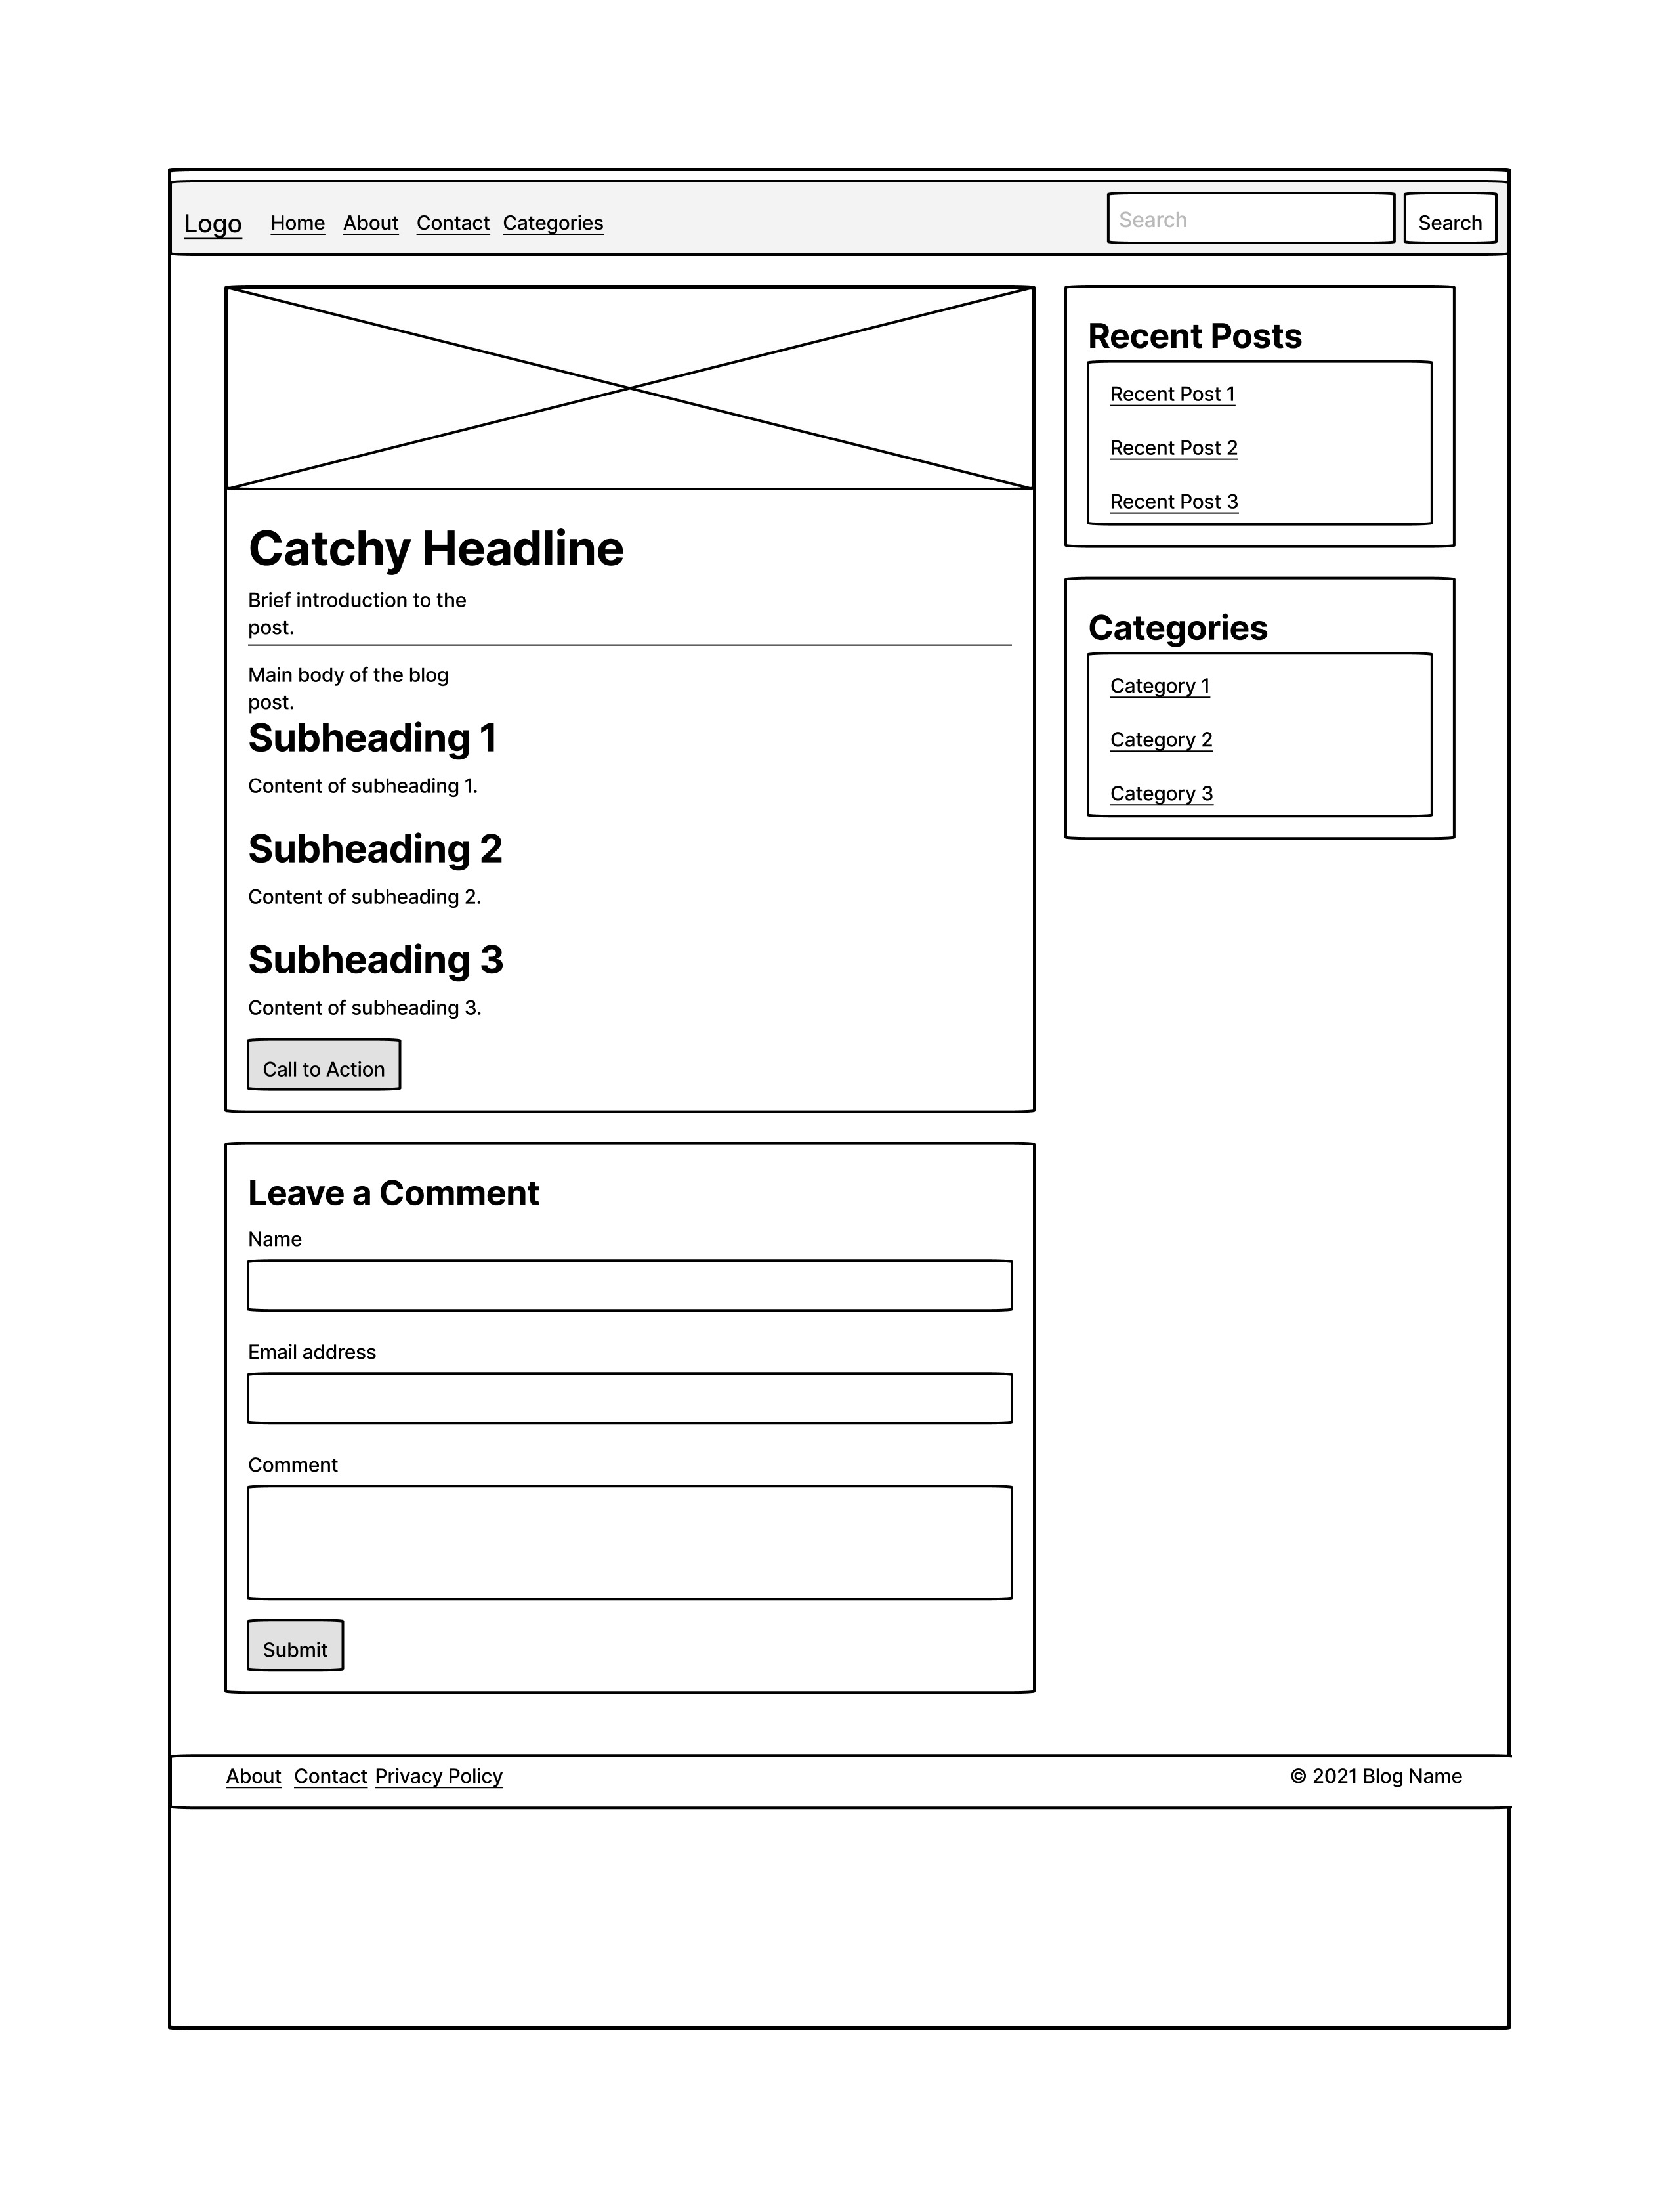 Logo Home About Contact Categories Search Search
Catchy Headline
Brief introduction to the
post.
Main body of the blog
post.
Subheading 1
Content of subheading 1.
Subheading 2
Content of subheading 2.
Subheading 3
Content of subheading 3.
Call to Action
Recent Posts
Recent Post 1
Recent Post 2
Recent Post 3
Categories
Category 1
Category 2
Category 3
Leave a Comment
Name
Email address
Comment
Submit
About Contact Privacy Policy © 2021 Blog Name